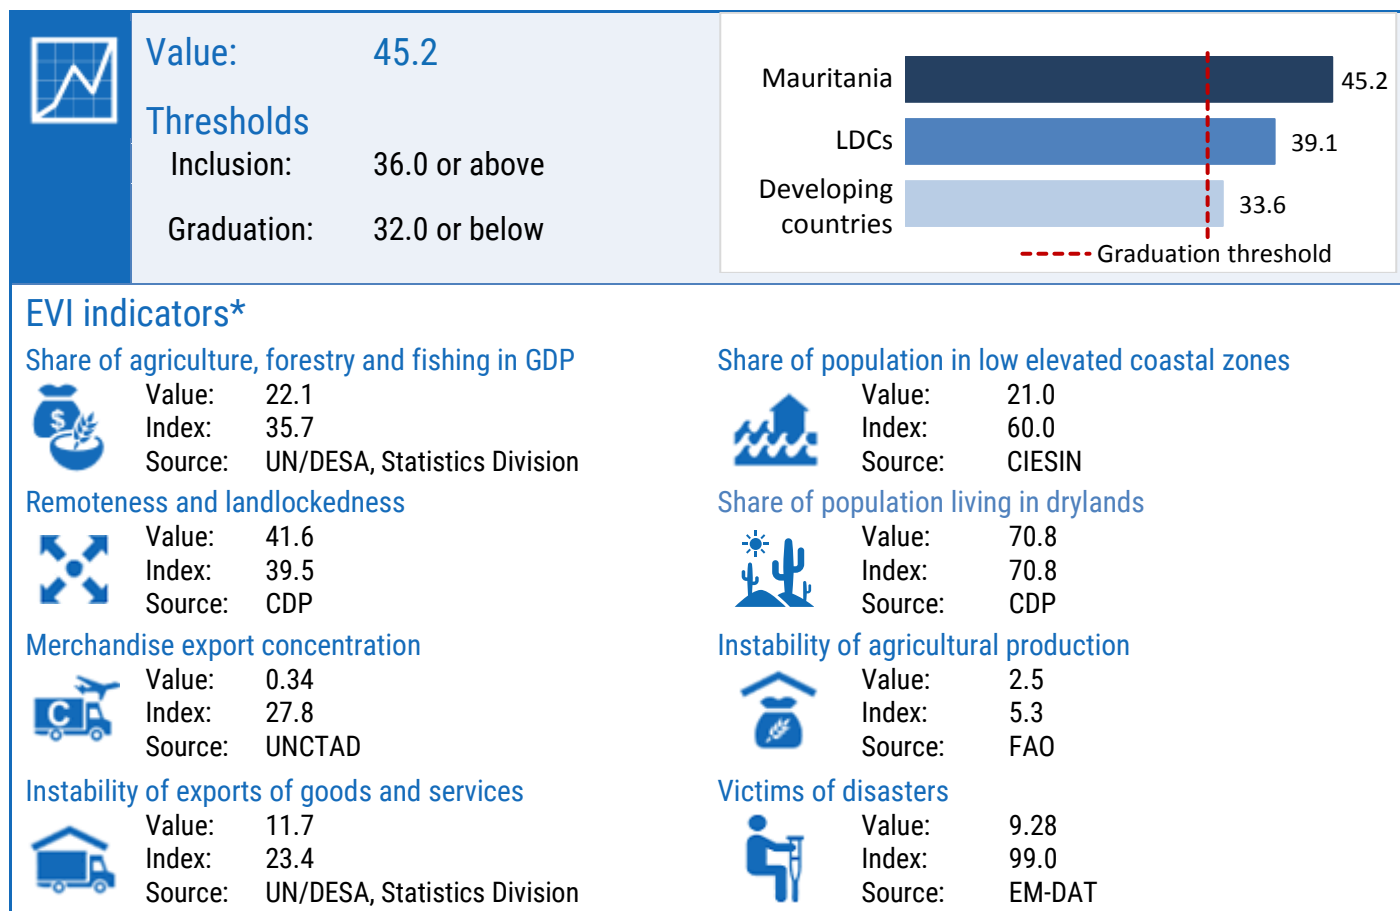 Value: 45.2
Thresholds
Inclusion: 36.0 or above
Graduation: 32.0 or below
Mauritania 45.2
LDCs 39.1
Developing
countries 33.6
Graduation threshold
EVI indicators*
Share of agriculture, forestry and fishing in GDP
$
Value: 22.1
Index: 35.7
Source: UN/DESA, Statistics Division
Remoteness and landlockedness
Value: 41.6
Index: 39.5
Source: CDP
Merchandise export concentration
C
Value: 0.34
Index: 27.8
Source: UNCTAD
Instability of exports of goods and services
Value: 11.7
Index: 23.4
Source: UN/DESA, Statistics Division
Share of population in low elevated coastal zones
Value: 21.0
Index: 60.0
Source: CIESIN
Share of population living in drylands
Value: 70.8
Index: 70.8
Source: CDP
Instability of agricultural production
Value: 2.5
Index: 5.3
Source: FAO
Victims of disasters
Value: 9.28
Index: 99.0
Source: EM-DAT